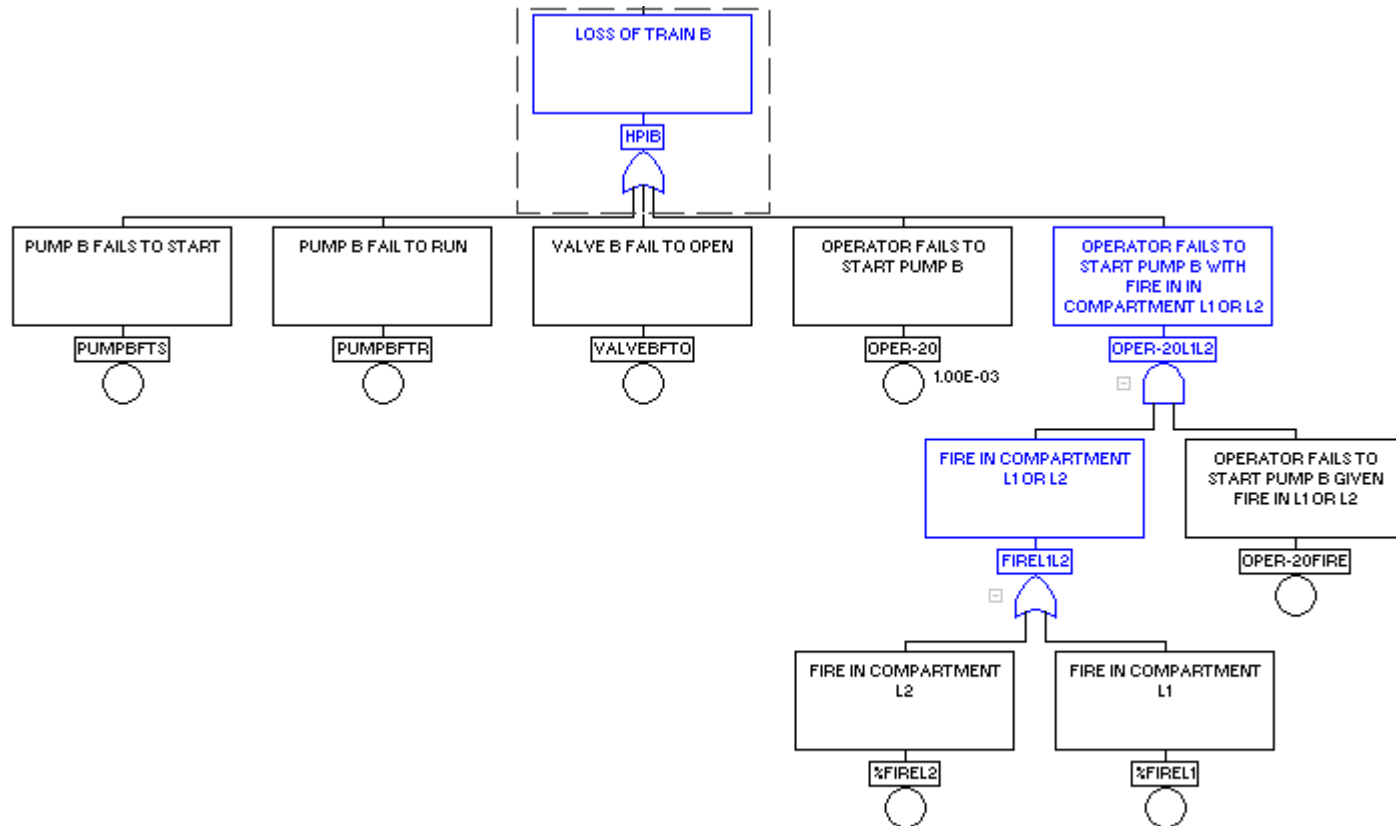 LOSS OF TRAIN B
HPIB
PUMP B FAILS TO START
PUMPBFTS
PUMP B FAIL TO RUN
PUMPBFTR
VALVE B FAIL TO OPEN
VALVEBFTO
OPERATOR FAILS TO
START PUMP B
OPER-20
1.00E-03
OPERATOR FAILS TO
START PUMP B WITH
FIRE IN IN
COMPARTMENT L1 OR L2
OPER-20L1L2
FIRE IN COMPARTMENT
L1 OR L2
FIREL1L2
OPERATOR FAILS TO
START PUMP B GIVEN
FIRE IN L1 OR L2
OPER-20FIRE
FIRE IN COMPARTMENT
L2
%FIREL2
FIRE IN COMPARTMENT
L1
%FIREL1